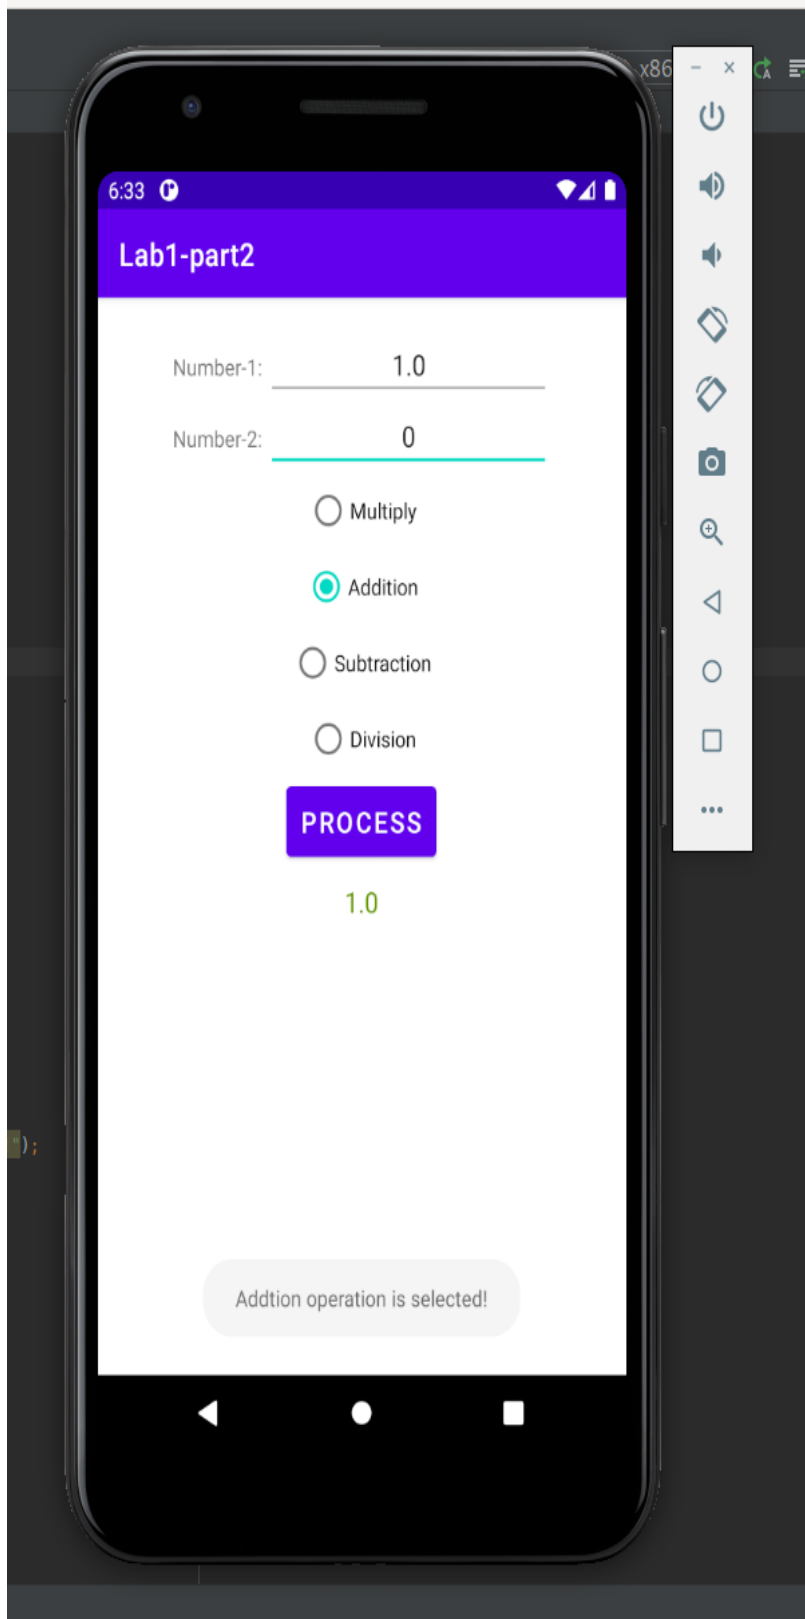 x86
6:33
Lab1-part2
Number-1: 1.0
Number-2: 0
Multiply
Addition
Subtraction
Division
PROCESS
1.0
");
Addtion operation is selected!